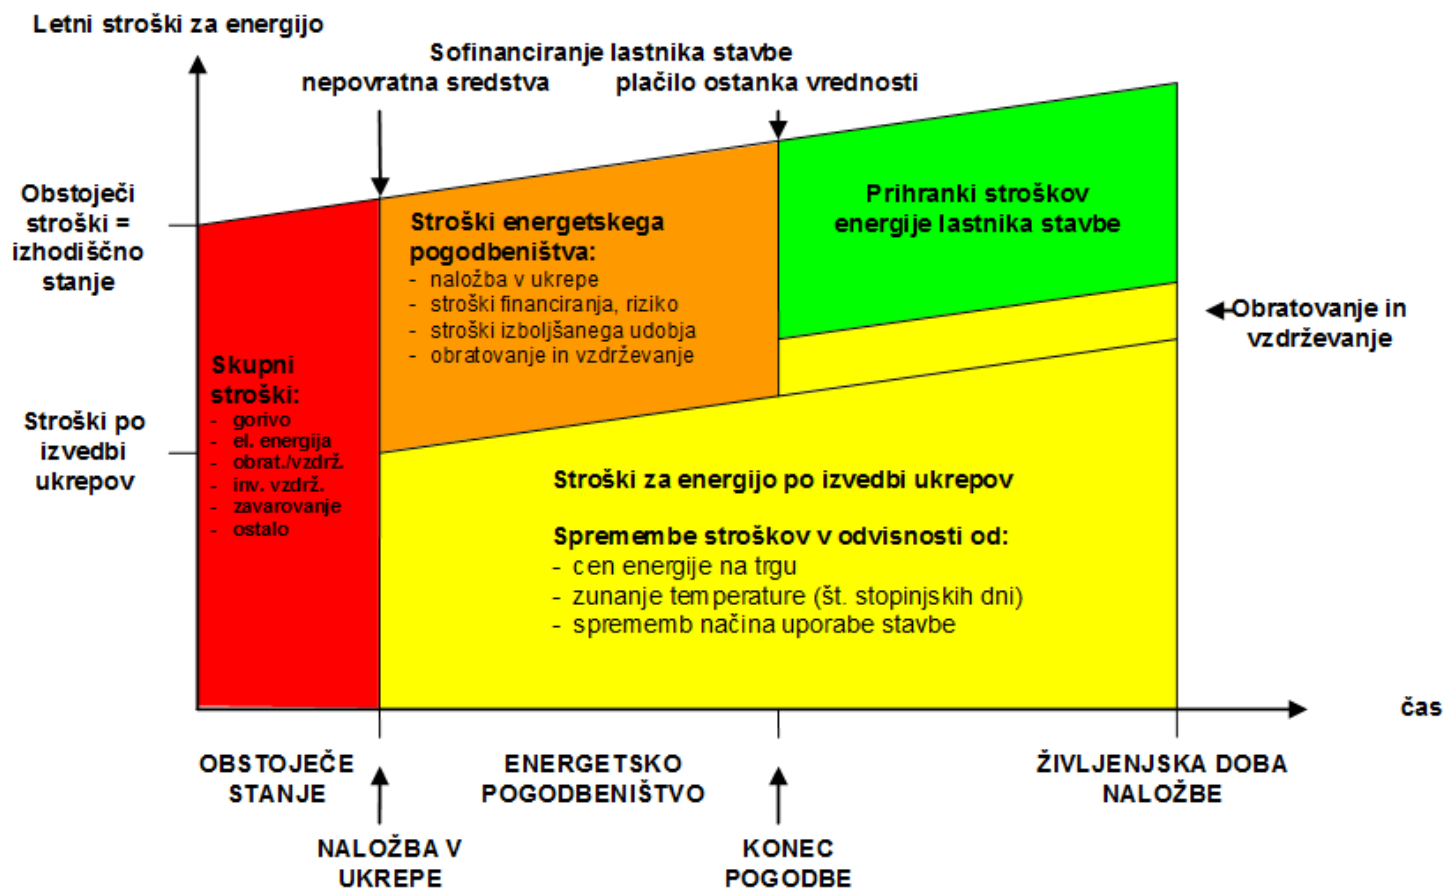 Letni stroški za energijo
Sofinanciranje lastnika stavbe
nepovratna sredstva
plačilo ostanka vrednosti
Obstoječi
stroški =
izhodiščno
stanje
Stroški energetskega
pogodbeništva:
- naložba v ukrepe
- stroški financiranja, riziko
- stroški izboljšanega udobja
- obratovanje in vzdrževanje
Prihranki stroškov
energije lastnika stavbe
Obratovanje in
vzdrževanje
Skupni
stroški:
- gorivo
- el. energija
- obrat./vzdrž.
- inv. vzdrž.
- zavarovanje
- ostalo
Stroški po
izvedbi
ukrepov
Stroški za energijo po izvedbi ukrepov
Spremembe stroškov v odvisnosti od:
- cen energije na trgu
- zunanje temperature (št. stopinjskih dni)
- sprememb načina uporabe stavbe
čas
OBSTOJEČE
STANJE
ENERGETSKO
POGODBENIŠTVO
ŽIVLJENJSKA DOBA
NALOŽBE
NALOŽBA V
UKREPE
KONEC
POGODBE